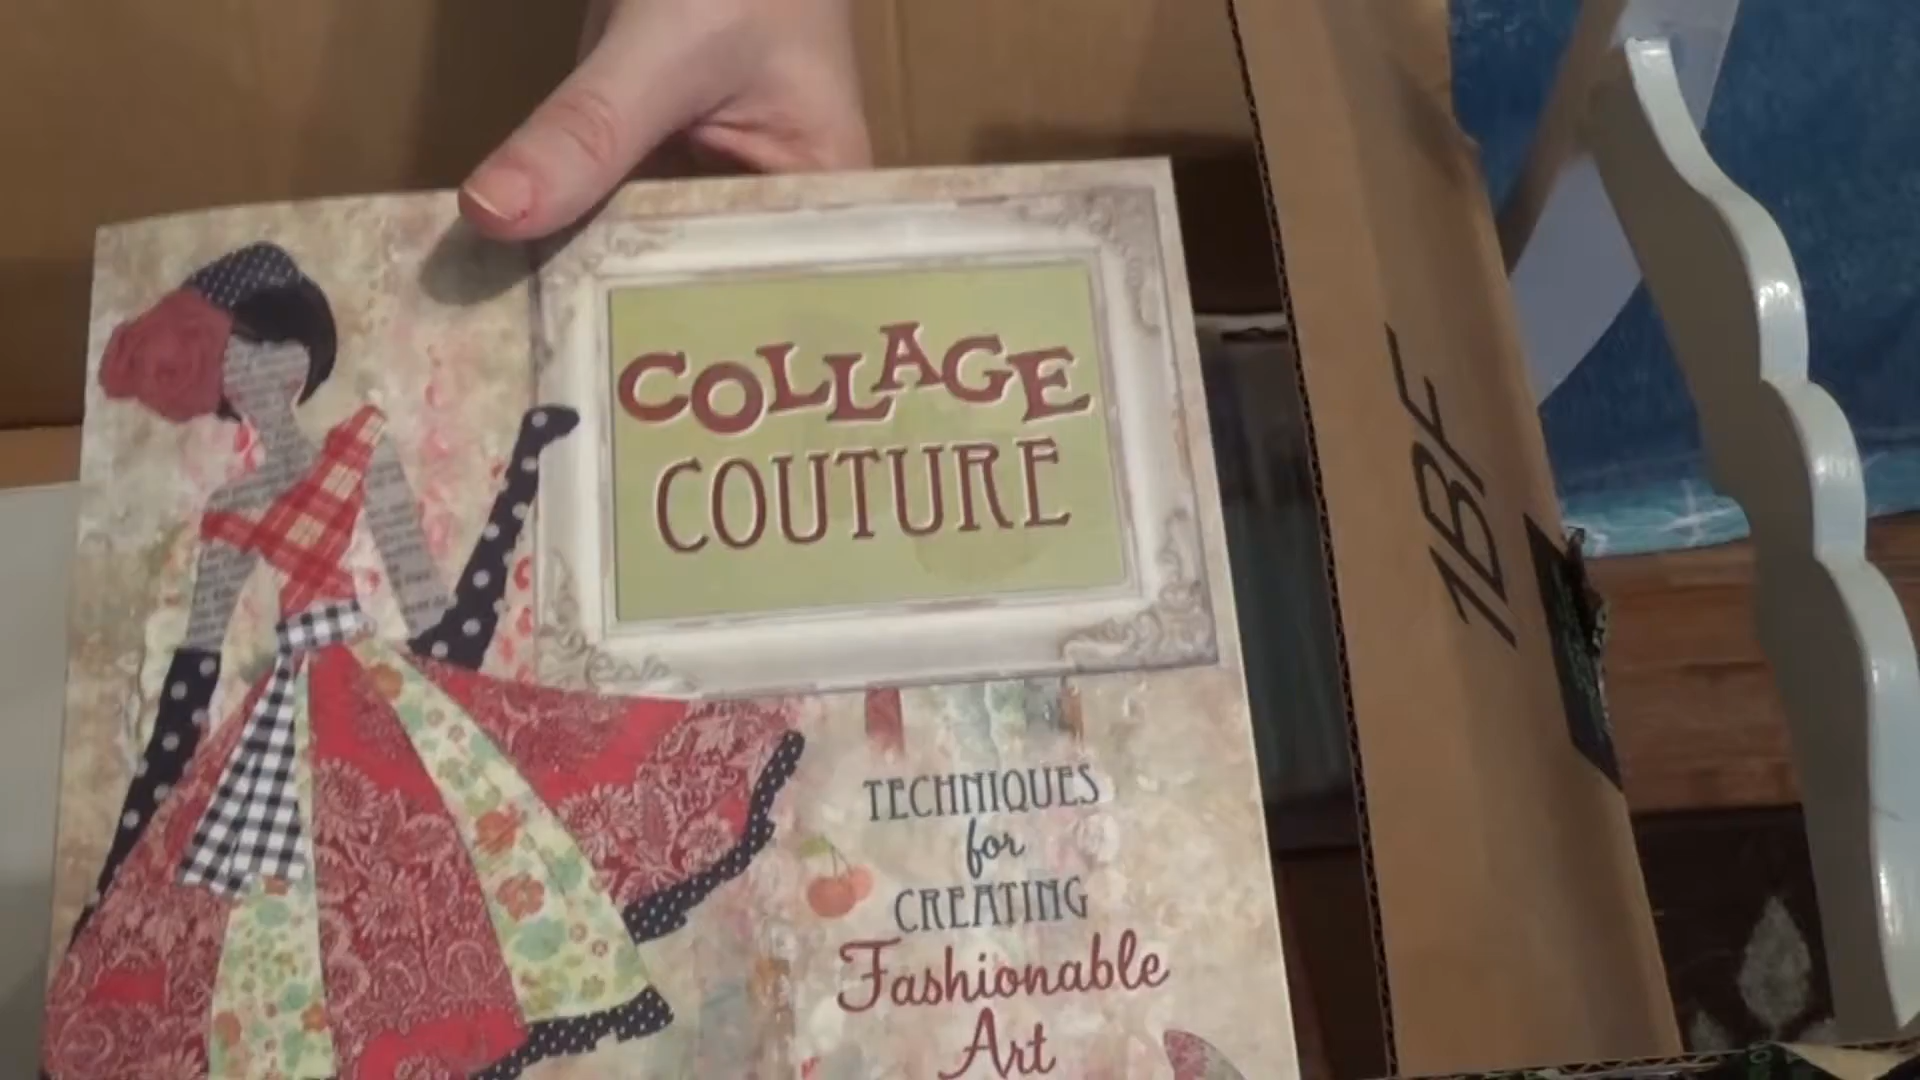 COLLAGE
COUTURE
TECHNIQUES
for
CREATING
Fashionable
Art
1BF